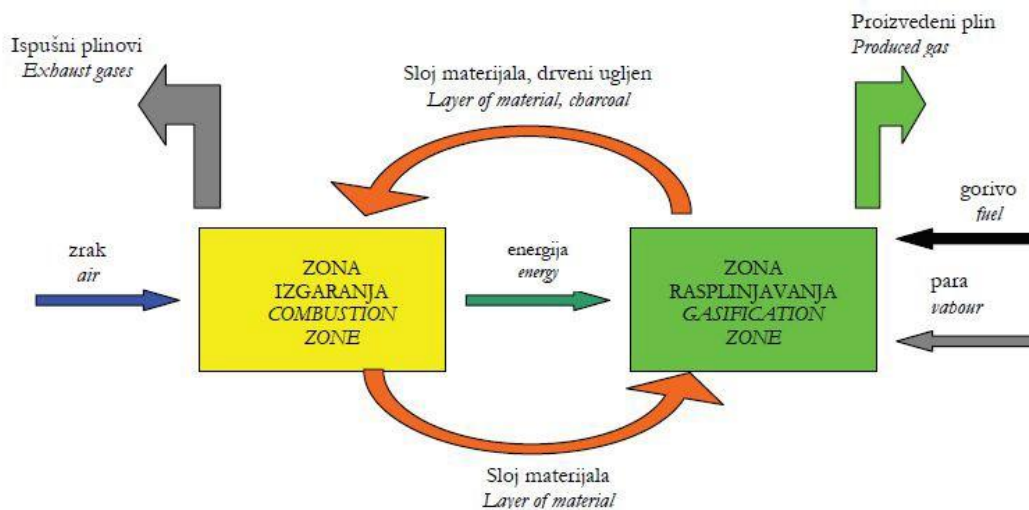 Ispušni plinovi
Exhaust gases
Proizvedeni plin
Produced gas
Sloj materijala, drveni ugljen
Layer of material, charcoal
zrak
air
ZONA
IZGARANJA
COMBUSTION
ZONE
energija
energy
ZONA
RASPLINJAVANJA
GASIFICATION
ZONE
gorivo
fuel
para
vabour
Sloj materijala
Layer of material